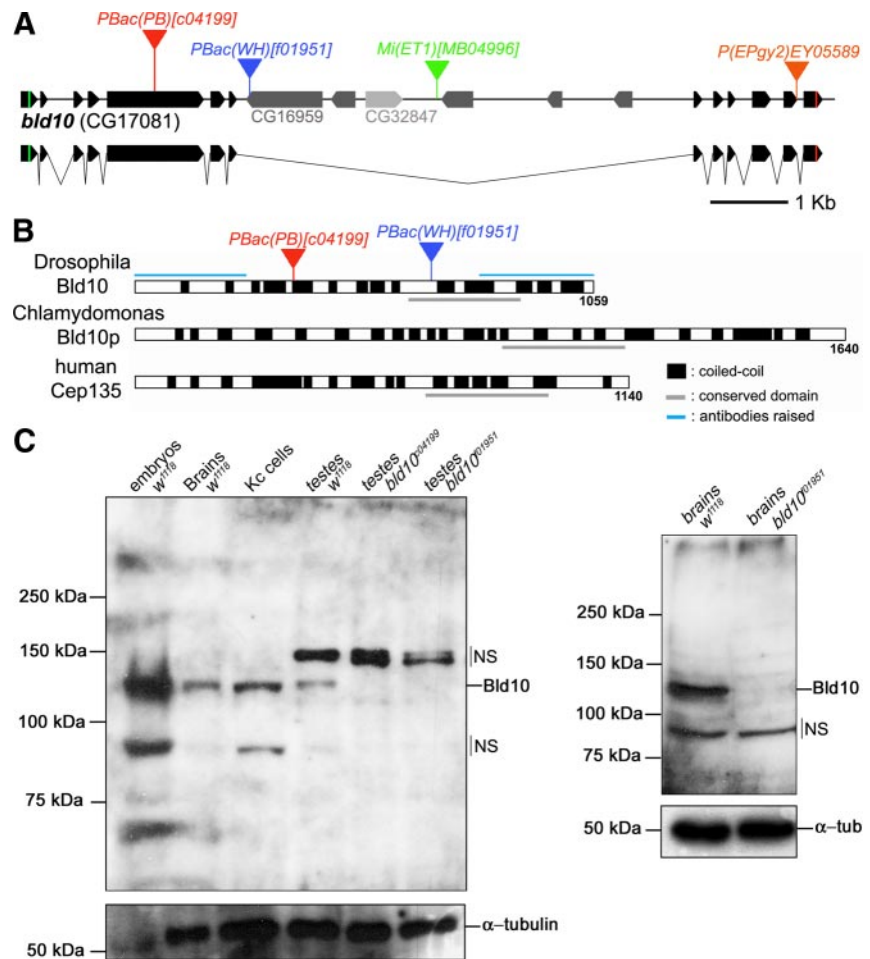 A
PBac(PB)[c04199]
PBac(WH)[f01951]
Mi(ET1)[MB04996]
P(EPgy2)EY05589
bld10 (CG17081)
CG16959
CG32847
1 Kb
B
PBac(PB)[c04199]
PBac(WH)[f01951]
Drosophila
Bld10
1059
Chlamydomonas
Bld10p
1640
human
Cep135
1140
: coiled-coil
: conserved domain
: antibodies raised
C
embryos w1118
Brains w1118
Kc cells
testes w1118
testes bld10c04199
testes bld10f01951
250 kDa
150 kDa
NS
Bld10
100 kDa
NS
75 kDa
α-tubulin
50 kDa
brains w1118
brains bld10f01951
250 kDa
150 kDa
Bld10
100 kDa
NS
75 kDa
50 kDa
α-tub